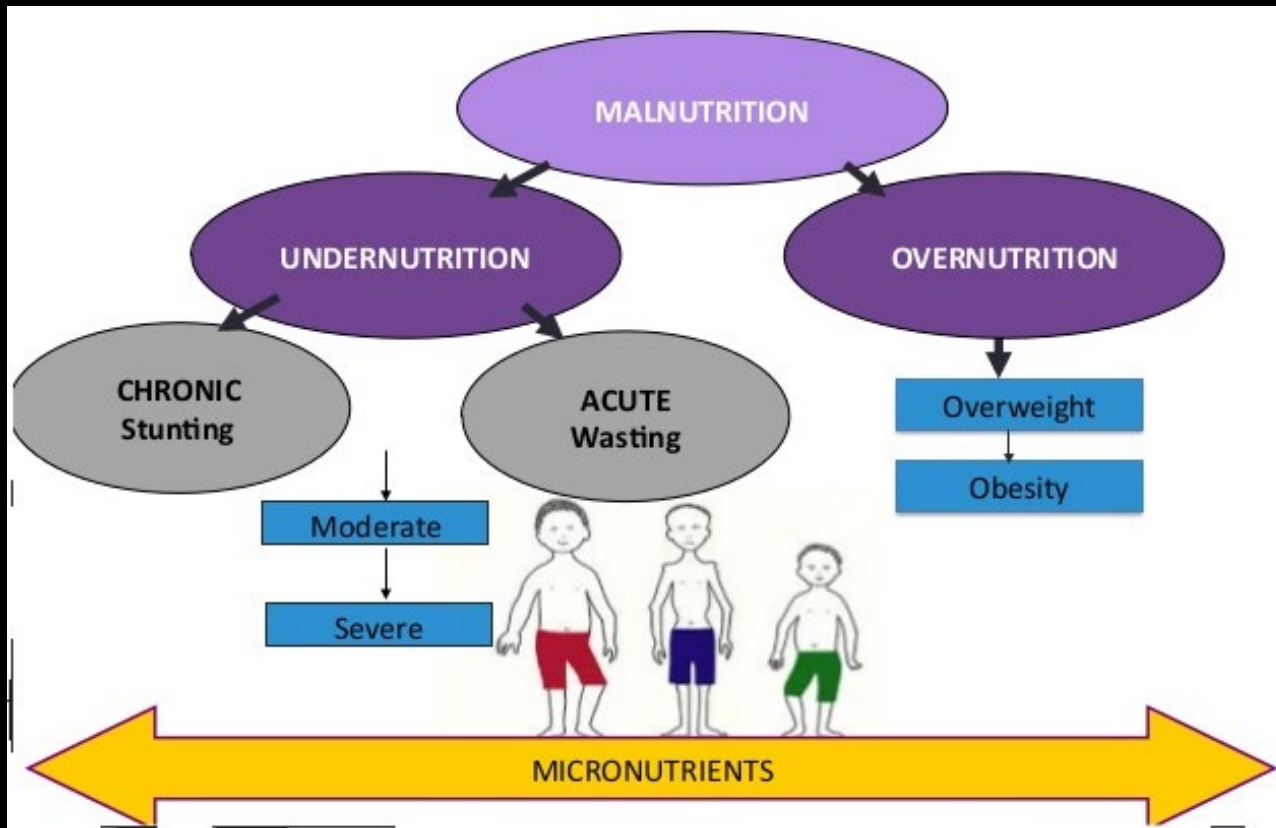 MALNUTRITION
UNDERNUTRITION
OVERNUTRITION
CHRONIC
Stunting
ACUTE
Wasting
Overweight
Obesity
Moderate
Severe
MICRONUTRIENTS